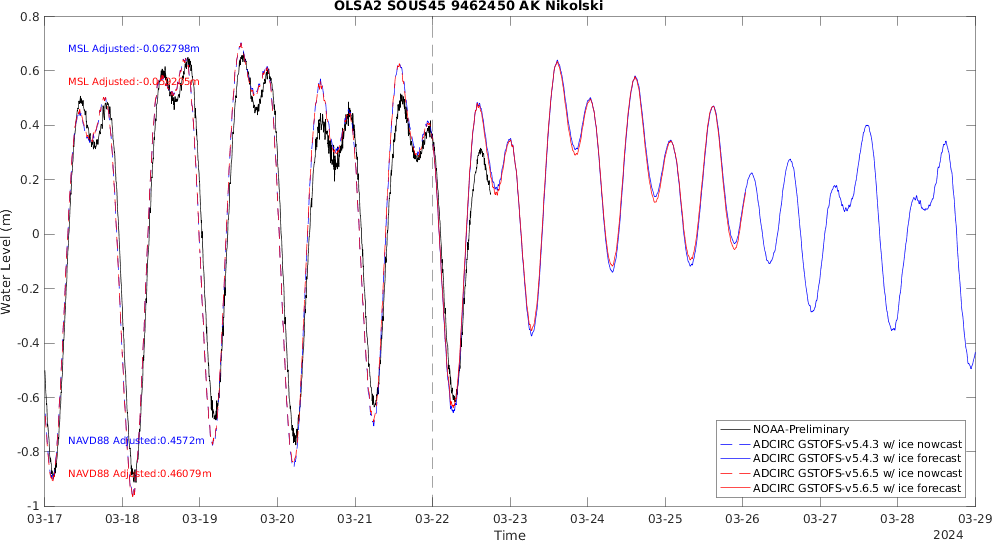 OLSA2 SOUS45 9462450 AK Nikolski
MSL Adjusted:-0.062798m
MSL Adjusted:
NAVD88 Adjusted:0.4572m
NAVD88 Adjusted:0.46079m
Water Level (m)
0.8
0.6
0.4
0.2
0
-0.2
-0.4
-0.6
-0.8
-1
03-17
03-18
03-19
03-20
03-21
03-22
03-23
03-24
03-25
03-26
03-27
03-28
03-29
Time
2024
NOAA-Preliminary
ADCIRC GSTOFS-v5.4.3 w/ ice nowcast
ADCIRC GSTOFS-v5.4.3 w/ ice forecast
ADCIRC GSTOFS-v5.6.5 w/ ice nowcast
ADCIRC GSTOFS-v5.6.5 w/ ice forecast